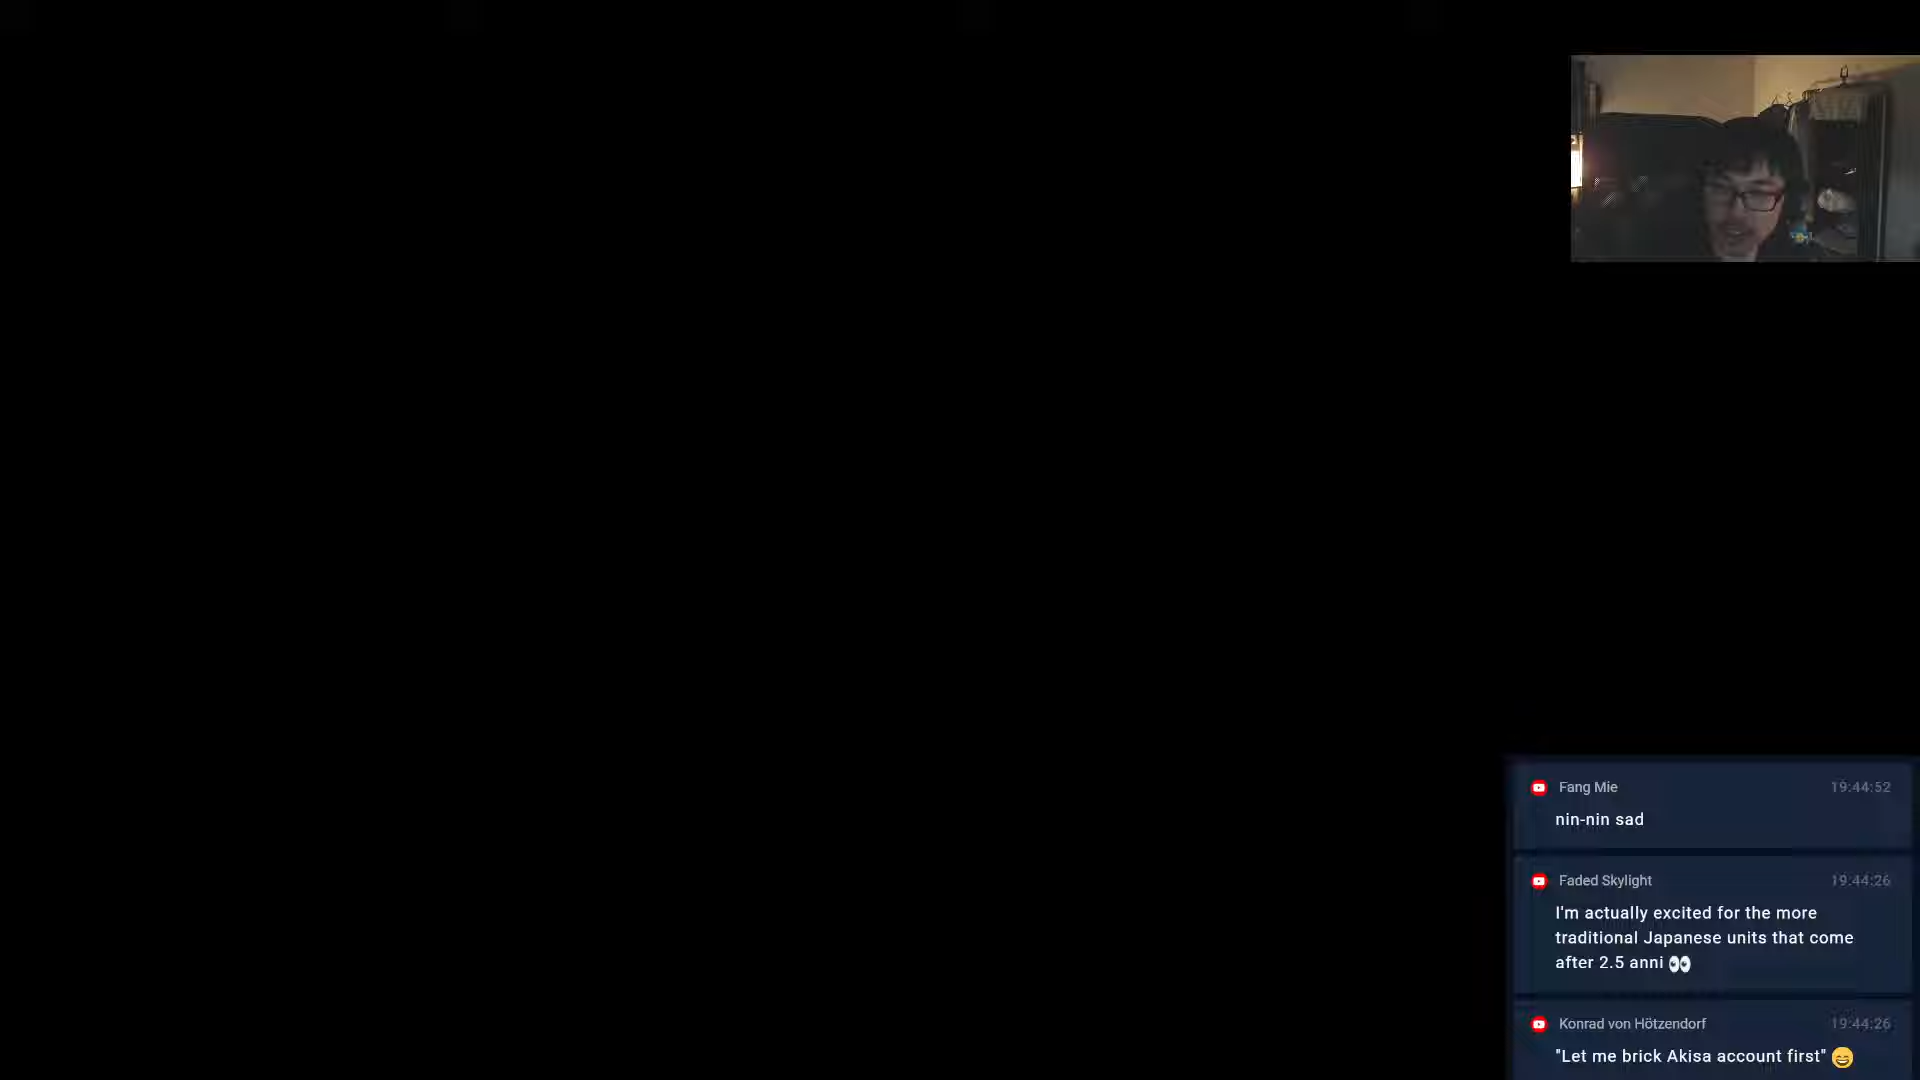 Fang Mie 19:44:52
nin-nin sad
Faded Skylight 19:44:26
I'm actually excited for the more
traditional Japanese units that come
after 2.5 anni 👀
Konrad von Hötzendorf 19:44:26
"Let me brick Akisa account first" 😄